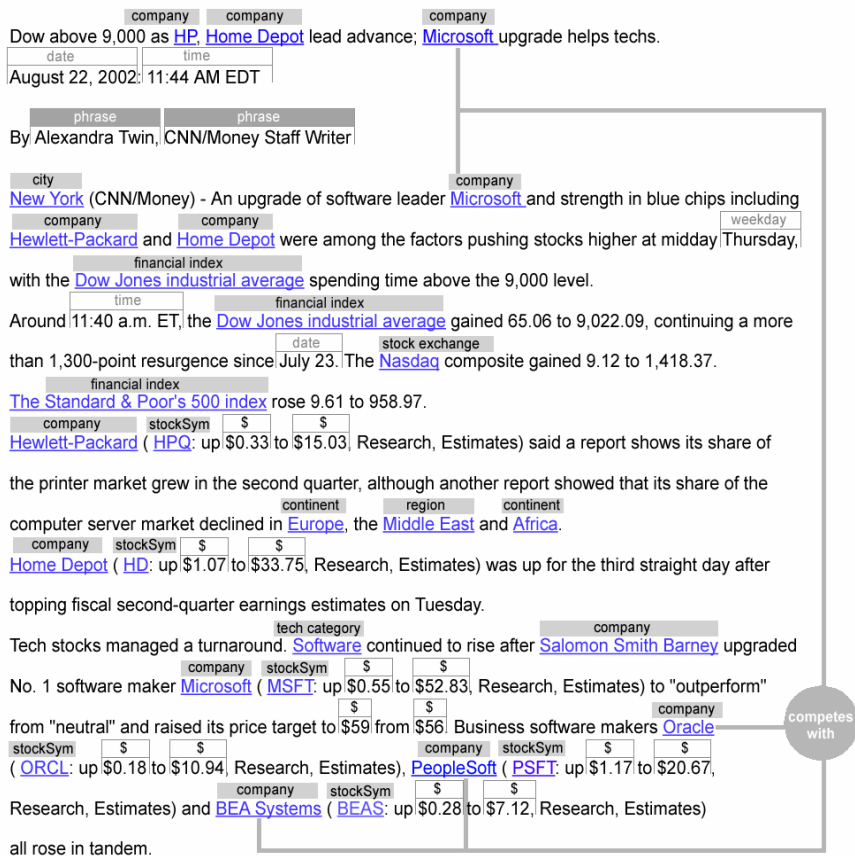 company company company
Dow above 9,000 as HP, Home Depot lead advance; Microsoft upgrade helps techs.
date time
August 22, 2002: 11:44 AM EDT
phrase phrase
By Alexandra Twin, CNN/Money Staff Writer
city company
New York (CNN/Money) - An upgrade of software leader Microsoft and strength in blue chips including
company company weekday
Hewlett-Packard and Home Depot were among the factors pushing stocks higher at midday Thursday,
financial index
with the Dow Jones industrial average spending time above the 9,000 level.
time financial index
Around 11:40 a.m. ET, the Dow Jones industrial average gained 65.06 to 9,022.09, continuing a more
date stock exchange
than 1,300-point resurgence since July 23. The Nasdaq composite gained 9.12 to 1,418.37.
financial index
The Standard & Poor's 500 index rose 9.61 to 958.97.
company stockSym $ $
Hewlett-Packard ( HPQ: up $0.33 to $15.03, Research, Estimates) said a report shows its share of
the printer market grew in the second quarter, although another report showed that its share of the
continent region continent
computer server market declined in Europe, the Middle East and Africa.
company stockSym $ $
Home Depot ( HD: up $1.07 to $33.75, Research, Estimates) was up for the third straight day after
topping fiscal second-quarter earnings estimates on Tuesday.
tech category company
Tech stocks managed a turnaround. Software continued to rise after Salomon Smith Barney upgraded
company stockSym $ $
No. 1 software maker Microsoft ( MSFT: up $0.55 to $52.83, Research, Estimates) to "outperform"
$ $ company
from "neutral" and raised its price target to $59 from $56. Business software makers Oracle
competes
with
stockSym $ $ company stockSym $ $
( ORCL: up $0.18 to $10.94, Research, Estimates), PeopleSoft ( PSFT: up $1.17 to $20.67,
company stockSym $ $
Research, Estimates) and BEA Systems ( BEAS: up $0.28 to $7.12, Research, Estimates)
all rose in tandem.